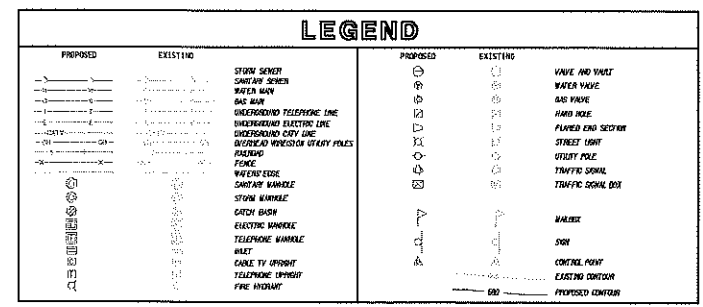 LEGEND
PROPOSED EXISTING
STORM SEWER
SANITARY SEWER
WATER MAIN
GAS MAIN
UNDERGROUND TELEPHONE LINE
UNDERGROUND ELECTRIC LINE
UNDERGROUND CATV LINE
OVERHEAD WIRES ON UTILITY POLES
RAILROAD
FENCE
WATERS EDGE
SANITARY MANHOLE
STORM MANHOLE
CATCH BASIN
ELECTRIC MANHOLE
TELEPHONE MANHOLE
INLET
CABLE TV UPRIGHT
TELEPHONE UPRIGHT
FIRE HYDRANT
PROPOSED EXISTING
VALVE AND VAULT
WATER VALVE
GAS VALVE
HAND HOLE
FLARED END SECTION
STREET LIGHT
UTILITY POLE
TRAFFIC SIGNAL
TRAFFIC SIGNAL BOX
MAILBOX
SIGN
CONTROL POINT
EXISTING CONTOUR
680 PROPOSED CONTOUR